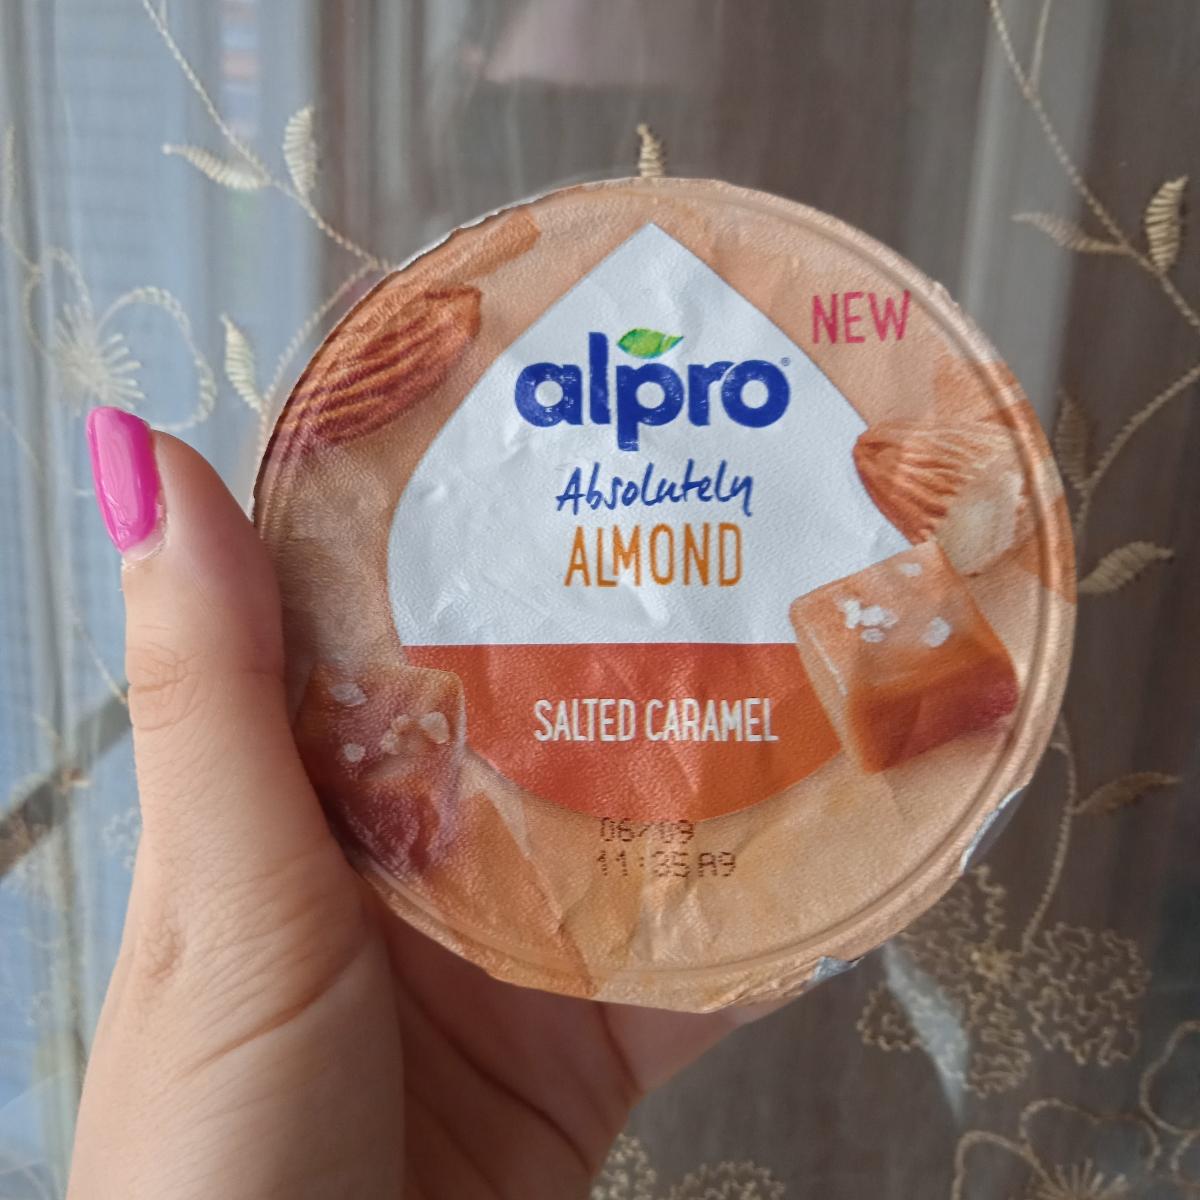 NEW
alpro®
Absolutely
ALMOND
SALTED CARAMEL
06/09
11:35 A9